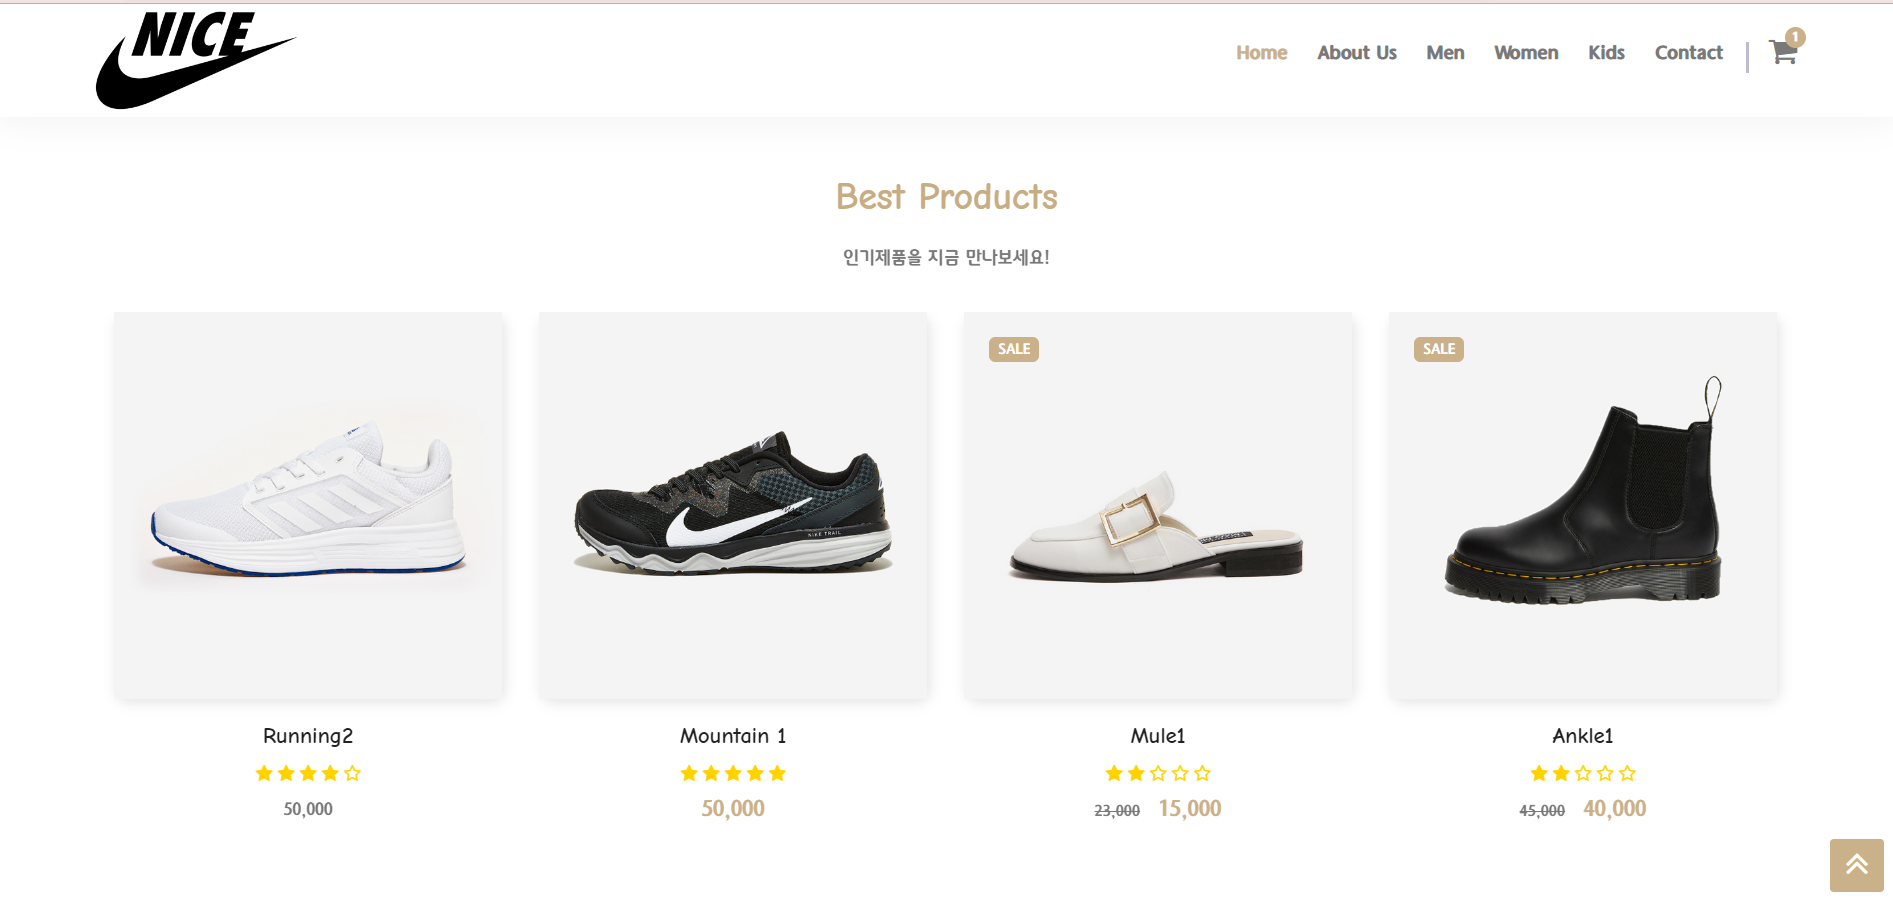 NICE
Home About Us Men Women Kids Contact 1
Best Products
인기제품을 지금 만나보세요!
SALE SALE
NIKE TRAIL
Running2 Mountain 1 Mule1 Ankle1
50,000 50,000 23,000 15,000 45,000 40,000